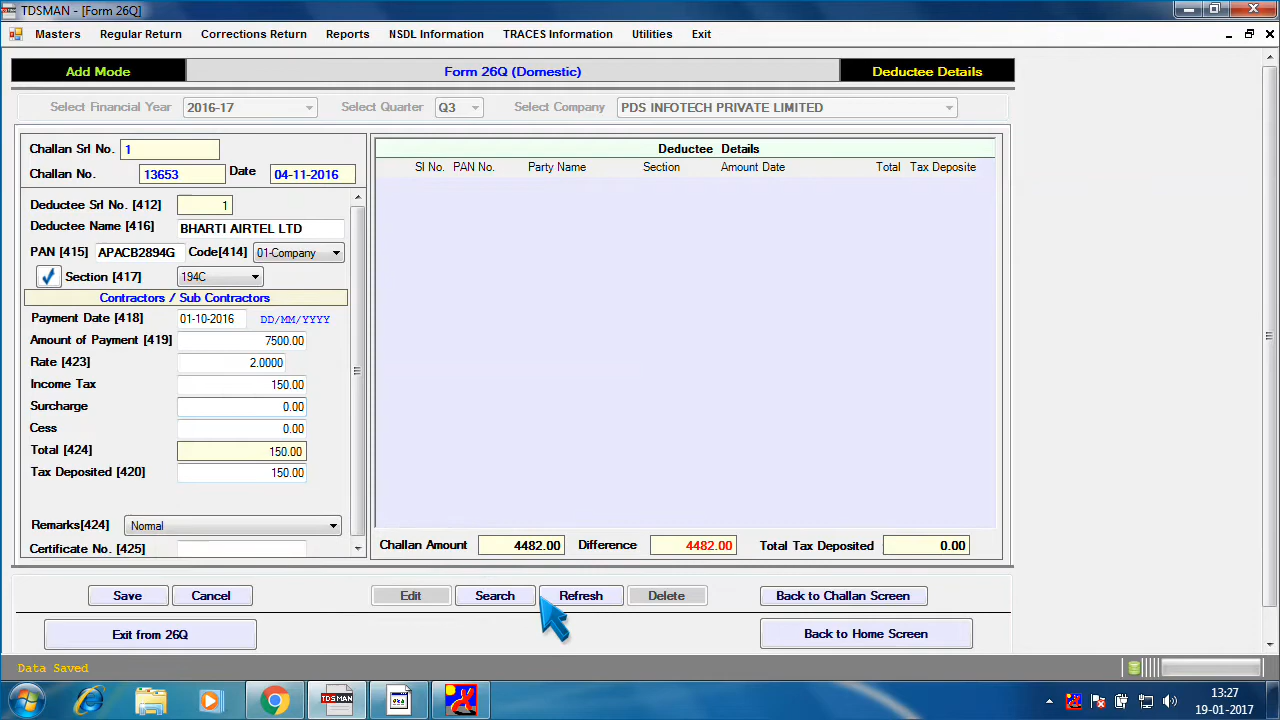 TDSMAN - [Form 26Q]
Masters Regular Return Corrections Return Reports NSDL Information TRACES Information Utilities Exit
Add Mode Form 26Q (Domestic) Deductee Details
Select Financial Year 2016-17 Select Quarter Q3 Select Company PDS INFOTECH PRIVATE LIMITED
Challan Srl No. 1
Challan No. 13653 Date 04-11-2016
Deductee Srl No. [412] 1
Deductee Name [416] BHARTI AIRTEL LTD
PAN [415] APACB2894G Code[414] 01-Company
Section [417] 194C
Contractors / Sub Contractors
Payment Date [418] 01-10-2016 DD/MM/YYYY
Amount of Payment [419] 7500.00
Rate [423] 2.0000
Income Tax 150.00
Surcharge 0.00
Cess 0.00
Total [424] 150.00
Tax Deposited [420] 150.00
Remarks[424] Normal
Certificate No. [425]
Deductee Details
Sl No. PAN No. Party Name Section Amount Date Total Tax Deposite
Challan Amount 4482.00 Difference 4482.00 Total Tax Deposited 0.00
Save Cancel Edit Search Refresh Delete Back to Challan Screen
Exit from 26Q Back to Home Screen
Data Saved
TDSMAN
13:27
19-01-2017